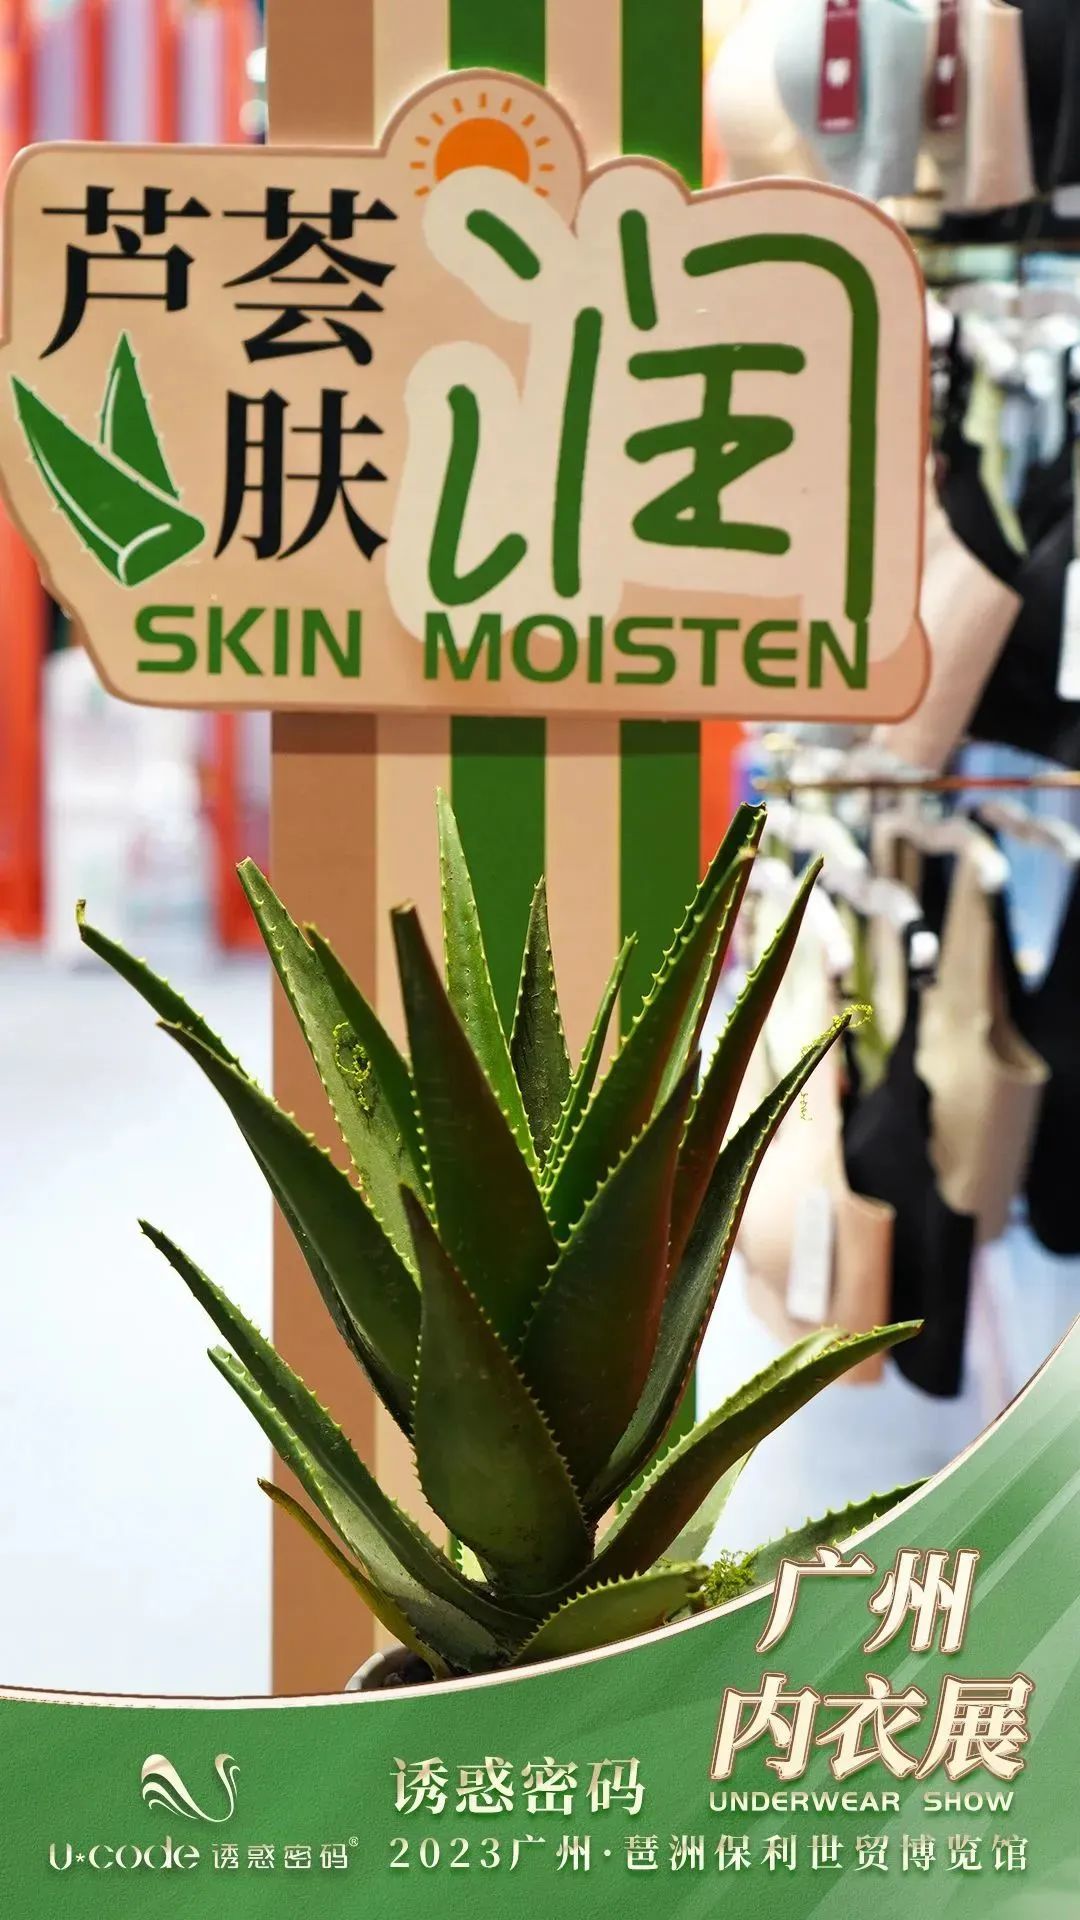 芦荟
肤润
SKIN MOISTEN
广州
内衣展
UNDERWEAR SHOW
诱惑密码
U*code 诱惑密码®
2023广州·琶洲保利世贸博览馆